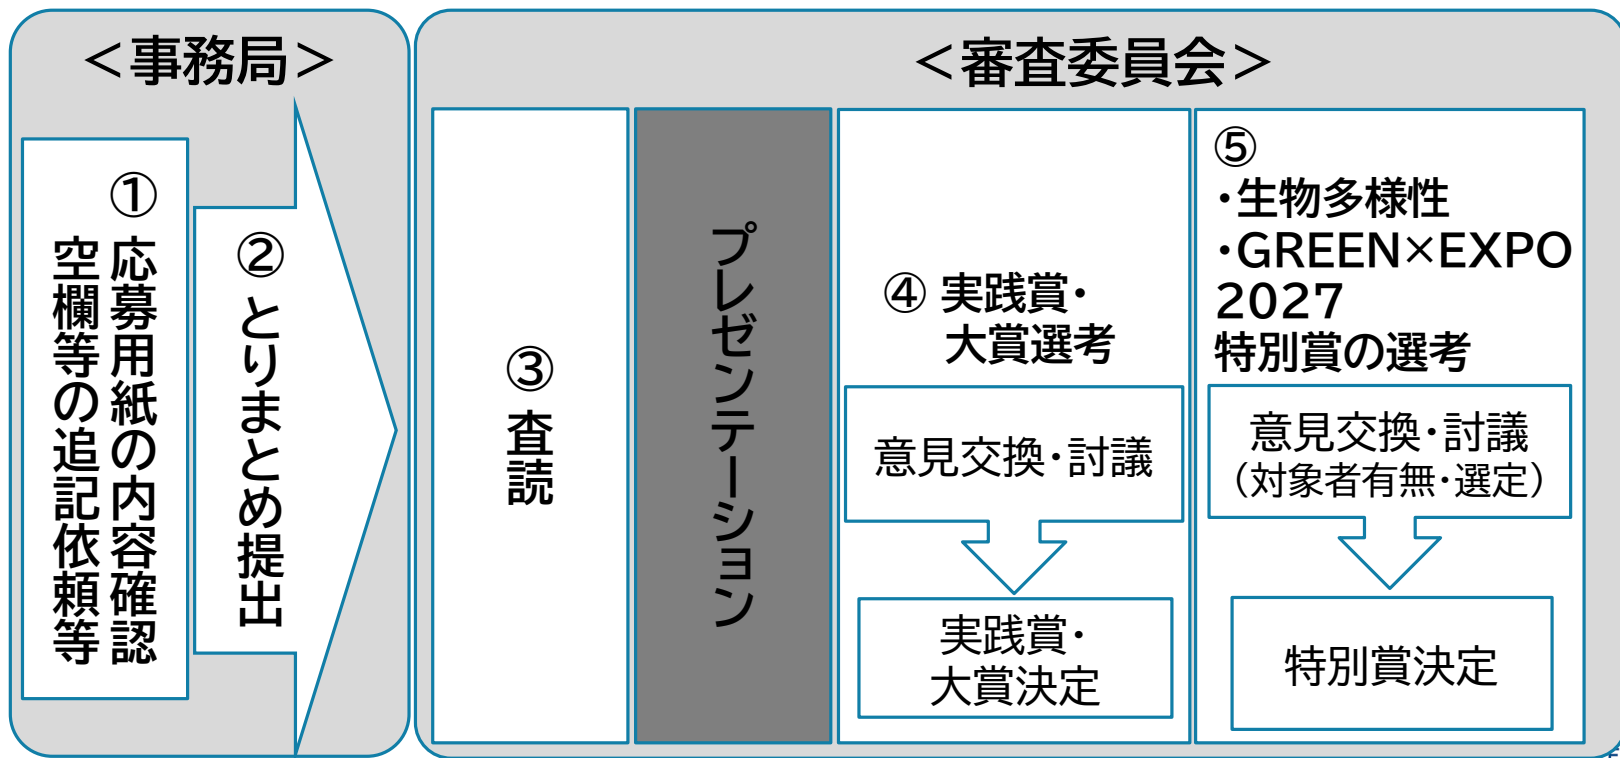 ＜事務局＞
① 応募用紙の内容確認
空欄等の追記依頼等
② とりまとめ提出
＜審査委員会＞
③ 査読
プレゼンテーション
④ 実践賞・
大賞選考
意見交換・討議
実践賞・
大賞決定
⑤
・生物多様性
・GREEN×EXPO
2027
特別賞の選考
意見交換・討議
（対象者有無・選定）
特別賞決定